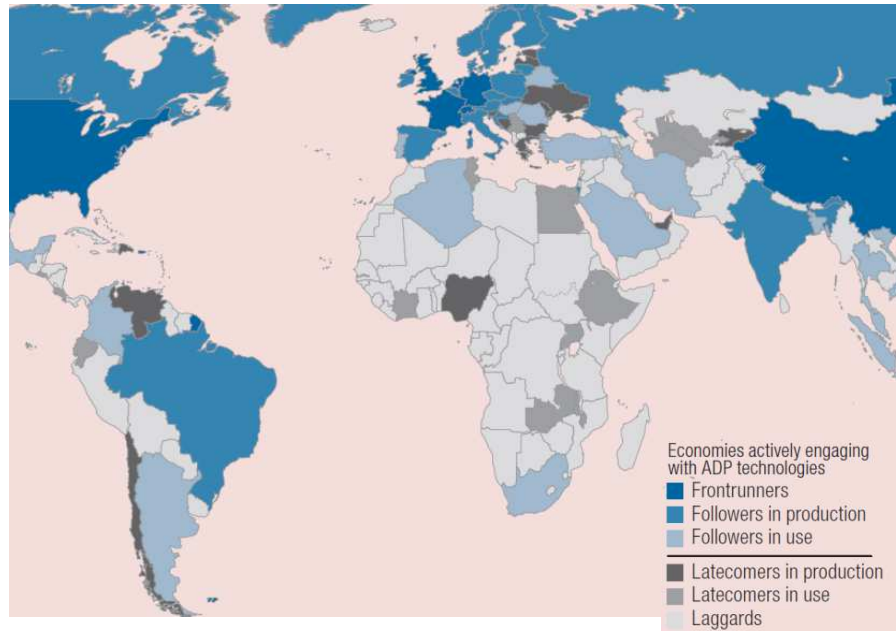 Economies actively engaging
with ADP technologies
Frontrunners
Followers in production
Followers in use
Latecomers in production
Latecomers in use
Laggards